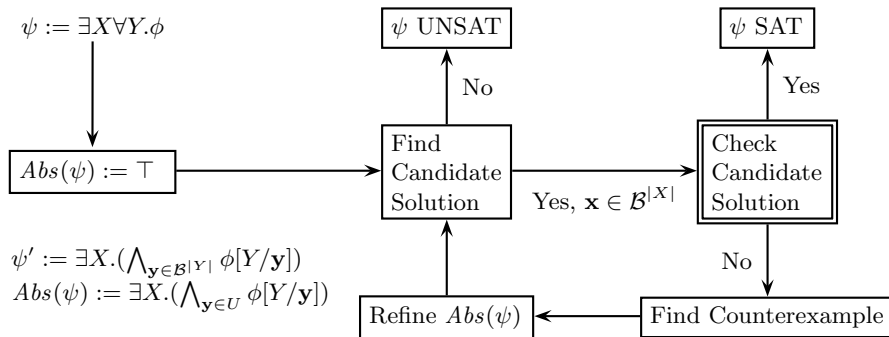 ψ := ∃X∀Y.ϕ
ψ UNSAT
ψ SAT
No
Yes
Abs(ψ) := ⊤
Find
Candidate
Solution
Yes, x ∈ ℬ^{|X|}
Check
Candidate
Solution
ψ′ := ∃X.(⋀_{y∈ℬ^{|Y|}} ϕ[Y/y])
Abs(ψ) := ∃X.(⋀_{y∈U} ϕ[Y/y])
No
Refine Abs(ψ)
Find Counterexample